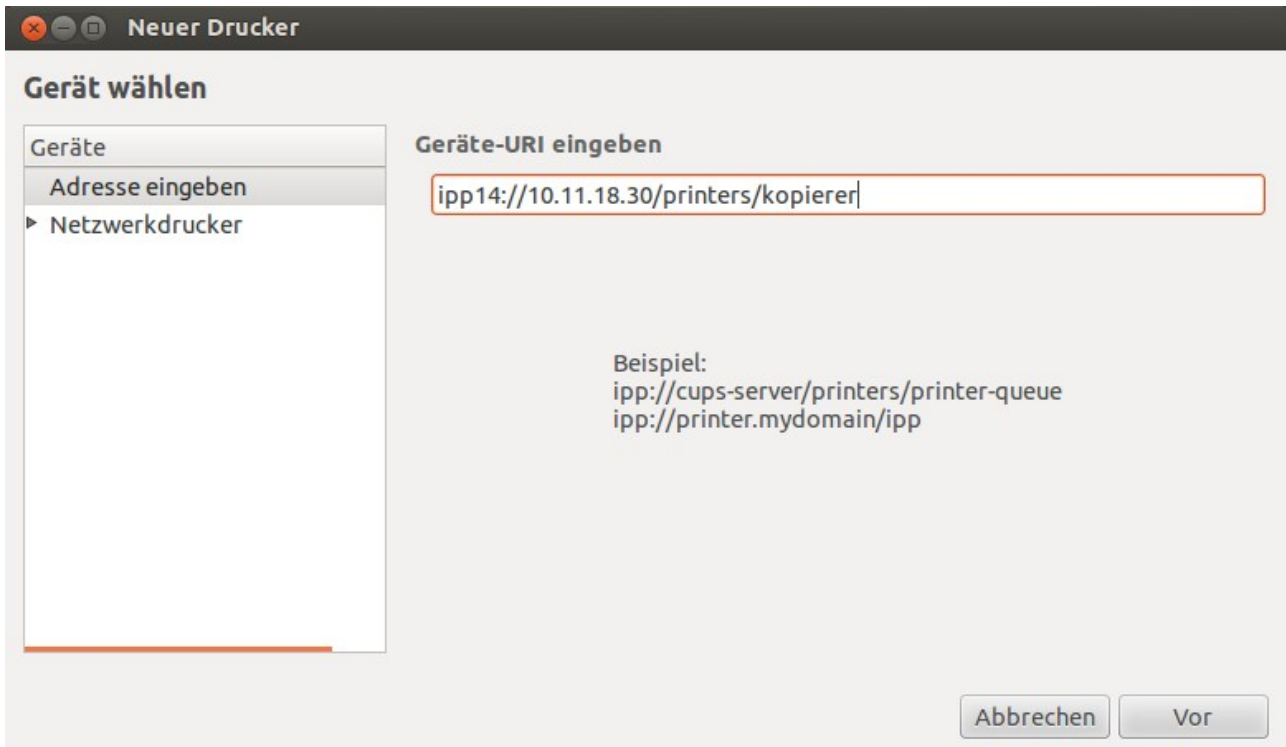 Neuer Drucker
Gerät wählen
Geräte
Adresse eingeben
Netzwerkdrucker
Geräte-URI eingeben
ipp14://10.11.18.30/printers/kopierer
Beispiel:
ipp://cups-server/printers/printer-queue
ipp://printer.mydomain/ipp
Abbrechen
Vor